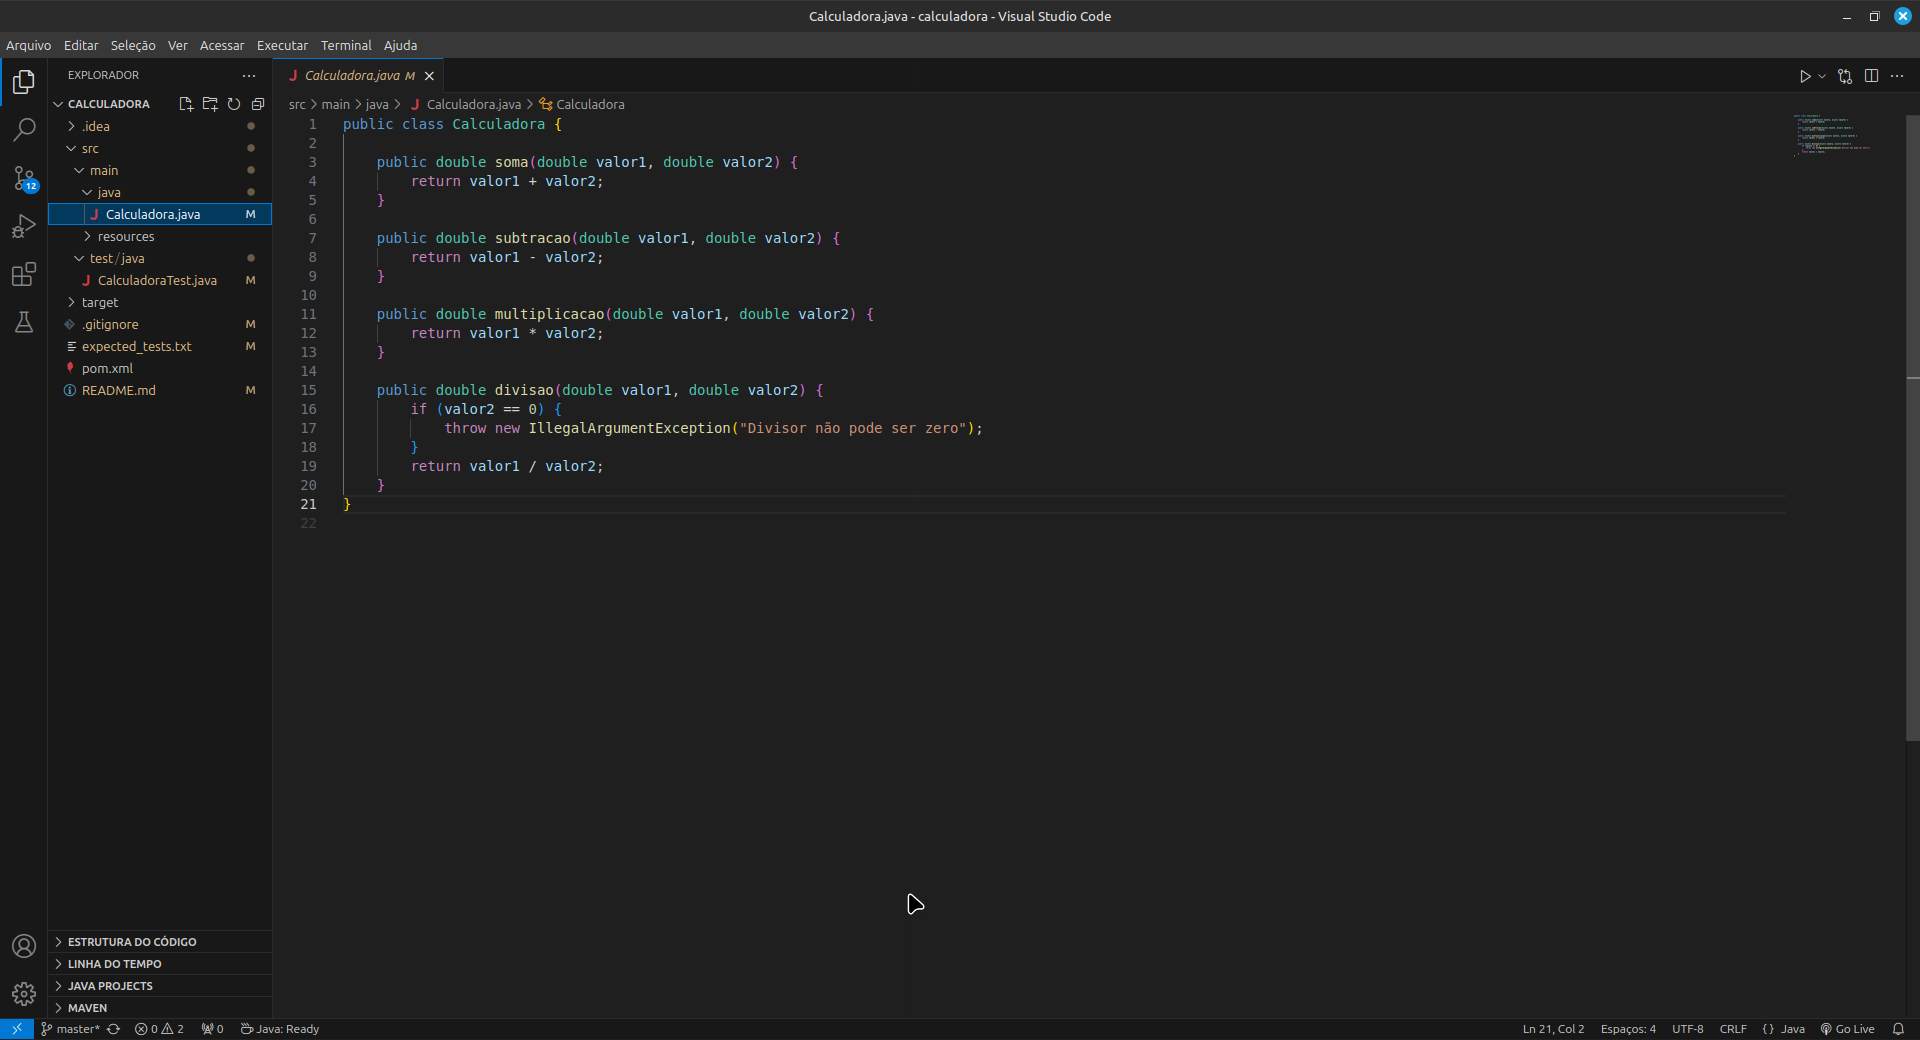 Calculadora.java - calculadora - Visual Studio Code
Arquivo Editar Seleção Ver Acessar Executar Terminal Ajuda
EXPLORADOR
CALCULADORA
.idea
src
main
java
Calculadora.java M
resources
test/java
CalculadoraTest.java M
target
.gitignore M
expected_tests.txt M
pom.xml
README.md M
12
ESTRUTURA DO CÓDIGO
LINHA DO TEMPO
JAVA PROJECTS
MAVEN
Calculadora.java M
src > main > java > Calculadora.java > Calculadora
1 public class Calculadora {
2
3     public double soma(double valor1, double valor2) {
4         return valor1 + valor2;
5     }
6
7     public double subtracao(double valor1, double valor2) {
8         return valor1 - valor2;
9     }
10
11     public double multiplicacao(double valor1, double valor2) {
12         return valor1 * valor2;
13     }
14
15     public double divisao(double valor1, double valor2) {
16         if (valor2 == 0) {
17             throw new IllegalArgumentException("Divisor não pode ser zero");
18         }
19         return valor1 / valor2;
20     }
21 }
22
master* 0 2 0 Java: Ready Ln 21, Col 2 Espaços: 4 UTF-8 CRLF {} Java Go Live